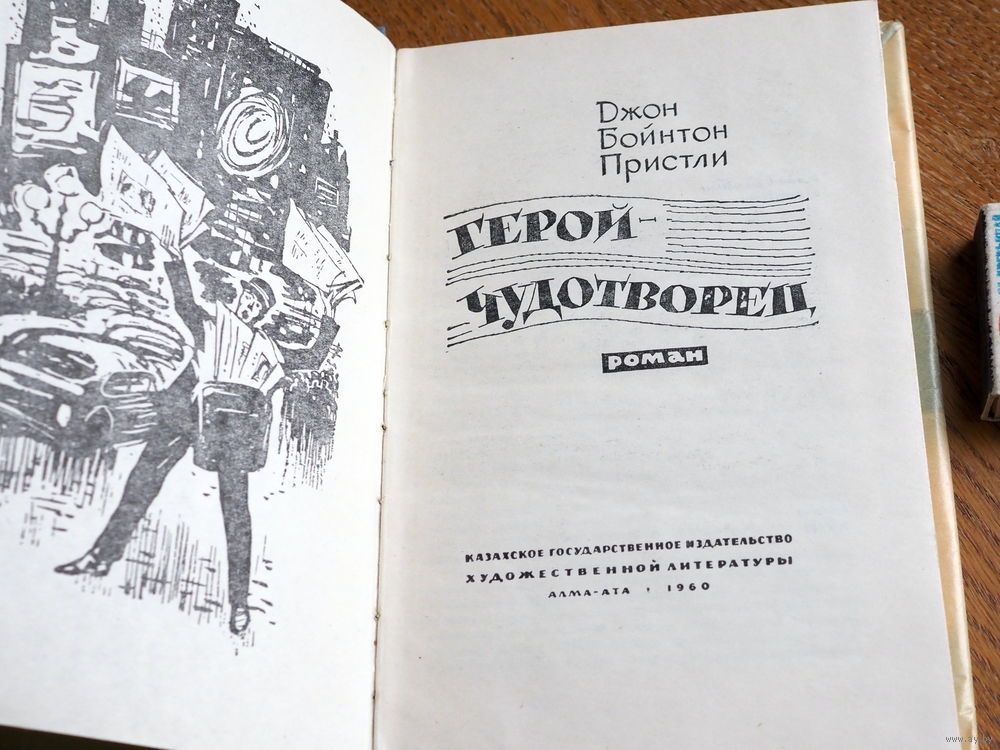 Джон
Бойнтон
Пристли
ГЕРОЙ-
ЧУДОТВОРЕЦ
роман
КАЗАХСКОЕ ГОСУДАРСТВЕННОЕ ИЗДАТЕЛЬСТВО
ХУДОЖЕСТВЕННОЙ ЛИТЕРАТУРЫ
АЛМА-АТА • 1960